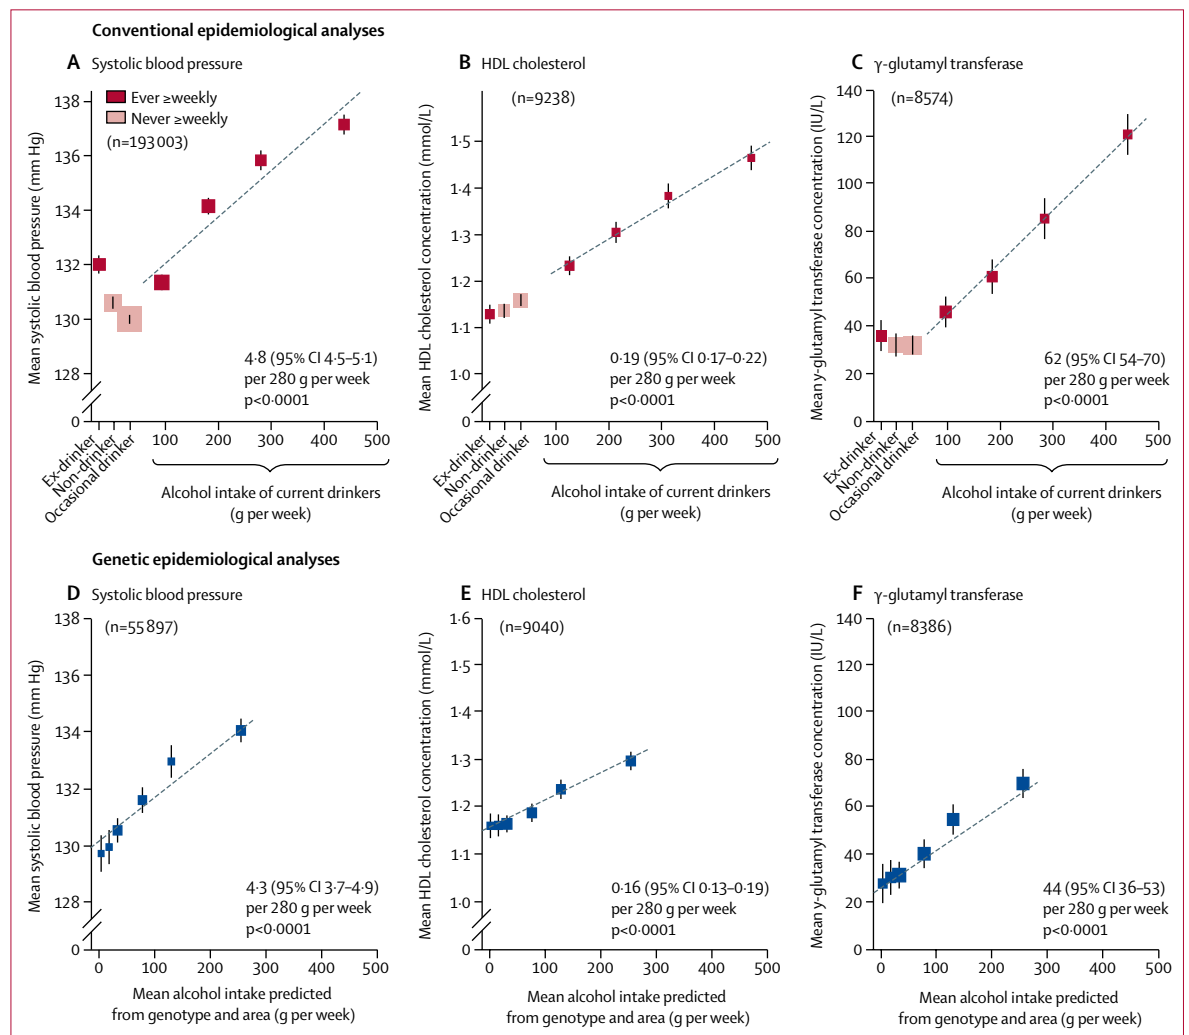 Conventional epidemiological analyses
A Systolic blood pressure
Ever ≥weekly
Never ≥weekly
(n=193 003)
Mean systolic blood pressure (mm Hg)
138
136
134
132
130
128
0
4·8 (95% CI 4·5–5·1)
per 280 g per week
p<0·0001
Ex-drinker
Non-drinker
Occasional drinker
100 200 300 400 500
Alcohol intake of current drinkers
(g per week)
B HDL cholesterol
(n=9238)
Mean HDL cholesterol concentration (mmol/L)
1·5
1·4
1·3
1·2
1·1
1·0
0
0·19 (95% CI 0·17–0·22)
per 280 g per week
p<0·0001
Ex-drinker
Non-drinker
Occasional drinker
100 200 300 400 500
Alcohol intake of current drinkers
(g per week)
C γ-glutamyl transferase
(n=8574)
Mean y-glutamyl transferase concentration (IU/L)
140
120
100
80
60
40
20
0
62 (95% CI 54–70)
per 280 g per week
p<0·0001
Ex-drinker
Non-drinker
Occasional drinker
100 200 300 400 500
Alcohol intake of current drinkers
(g per week)
Genetic epidemiological analyses
D Systolic blood pressure
(n=55 897)
Mean systolic blood pressure (mm Hg)
138
136
134
132
130
128
0
4·3 (95% CI 3·7–4·9)
per 280 g per week
p<0·0001
0 100 200 300 400 500
Mean alcohol intake predicted
from genotype and area (g per week)
E HDL cholesterol
(n=9040)
Mean HDL cholesterol concentration (mmol/L)
1·6
1·5
1·4
1·3
1·2
1·1
1·0
0
0·16 (95% CI 0·13–0·19)
per 280 g per week
p<0·0001
0 100 200 300 400 500
Mean alcohol intake predicted
from genotype and area (g per week)
F γ-glutamyl transferase
(n=8386)
Mean y-glutamyl transferase concentration (IU/L)
140
120
100
80
60
40
20
0
44 (95% CI 36–53)
per 280 g per week
p<0·0001
0 100 200 300 400 500
Mean alcohol intake predicted
from genotype and area (g per week)